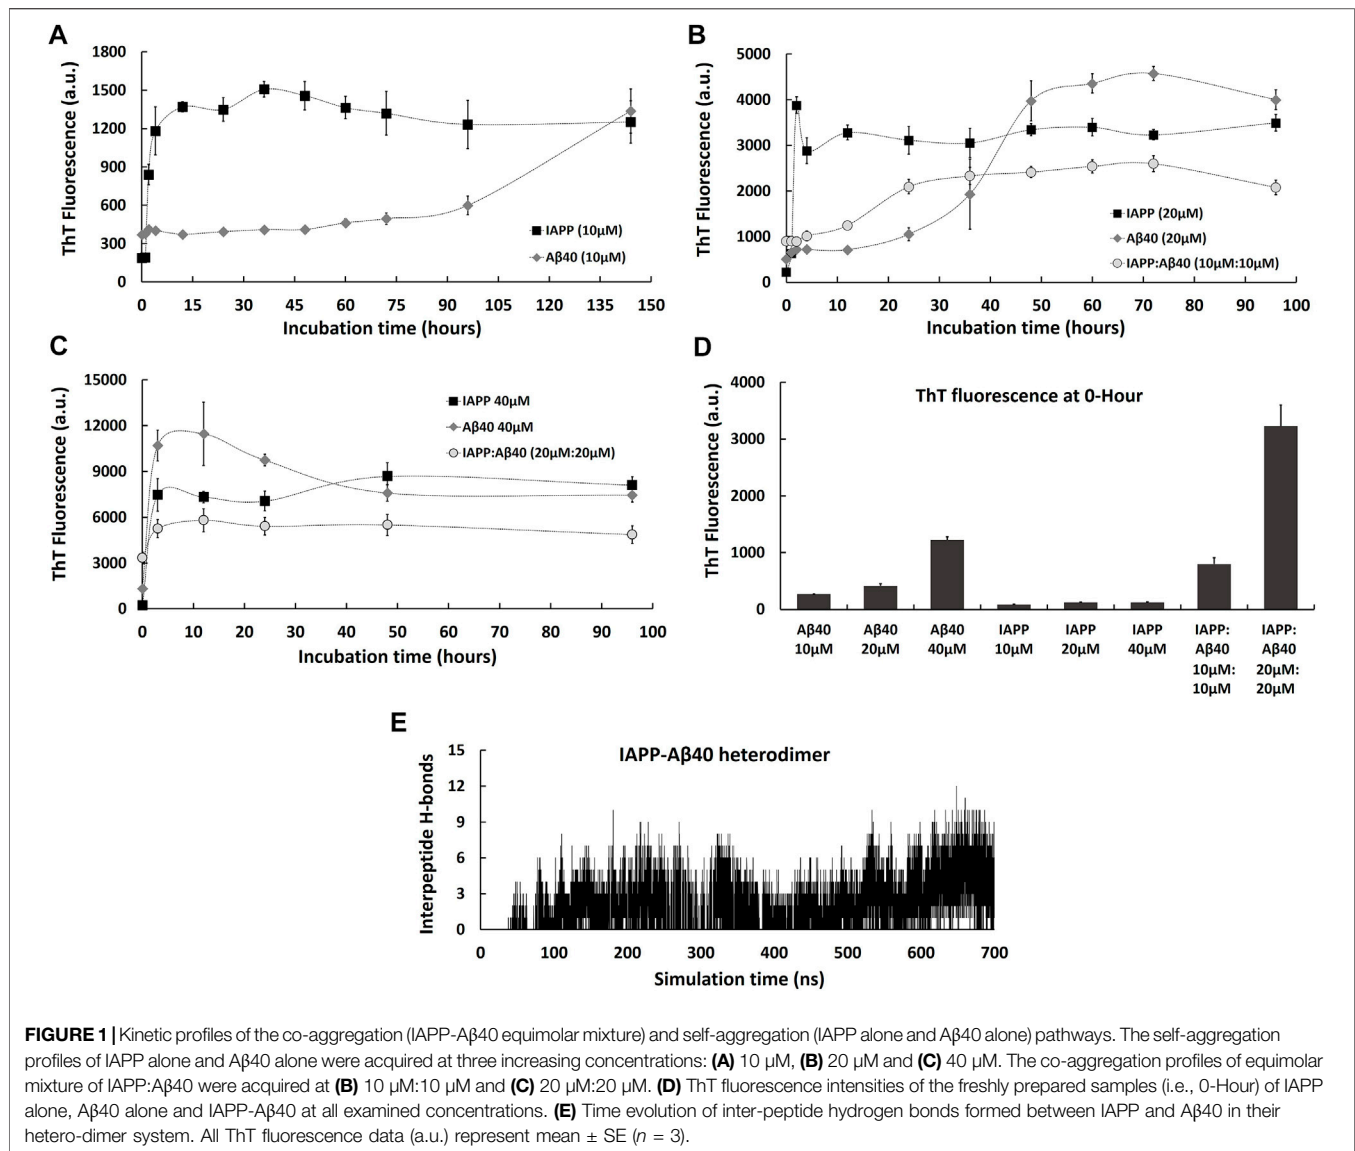 A
ThT Fluorescence (a.u.)
1800
1500
1200
900
600
300
0
IAPP (10µM)
Aβ40 (10µM)
0 15 30 45 60 75 90 105 120 135 150
Incubation time (hours)
B
ThT Fluorescence (a.u.)
5000
4000
3000
2000
1000
0
IAPP (20µM)
Aβ40 (20µM)
IAPP:Aβ40 (10µM:10µM)
0 10 20 30 40 50 60 70 80 90 100
Incubation time (hours)
C
ThT Fluorescence (a.u.)
15000
12000
9000
6000
3000
0
IAPP 40µM
Aβ40 40µM
IAPP:Aβ40 (20µM:20µM)
0 10 20 30 40 50 60 70 80 90 100
Incubation time (hours)
D
ThT Fluorescence (a.u.)
ThT fluorescence at 0-Hour
4000
3000
2000
1000
0
Aβ40 Aβ40 Aβ40 IAPP IAPP IAPP IAPP: IAPP:
10µM 20µM 40µM 10µM 20µM 40µM Aβ40 Aβ40
10µM: 20µM:
10µM 20µM
E
Interpeptide H-bonds
IAPP-Aβ40 heterodimer
15
12
9
6
3
0
0 100 200 300 400 500 600 700
Simulation time (ns)
FIGURE 1 | Kinetic profiles of the co-aggregation (IAPP-Aβ40 equimolar mixture) and self-aggregation (IAPP alone and Aβ40 alone) pathways. The self-aggregation
profiles of IAPP alone and Aβ40 alone were acquired at three increasing concentrations: (A) 10 μM, (B) 20 μM and (C) 40 μM. The co-aggregation profiles of equimolar
mixture of IAPP:Aβ40 were acquired at (B) 10 μM:10 μM and (C) 20 μM:20 μM. (D) ThT fluorescence intensities of the freshly prepared samples (i.e., 0-Hour) of IAPP
alone, Aβ40 alone and IAPP-Aβ40 at all examined concentrations. (E) Time evolution of inter-peptide hydrogen bonds formed between IAPP and Aβ40 in their
hetero-dimer system. All ThT fluorescence data (a.u.) represent mean ± SE (n = 3).